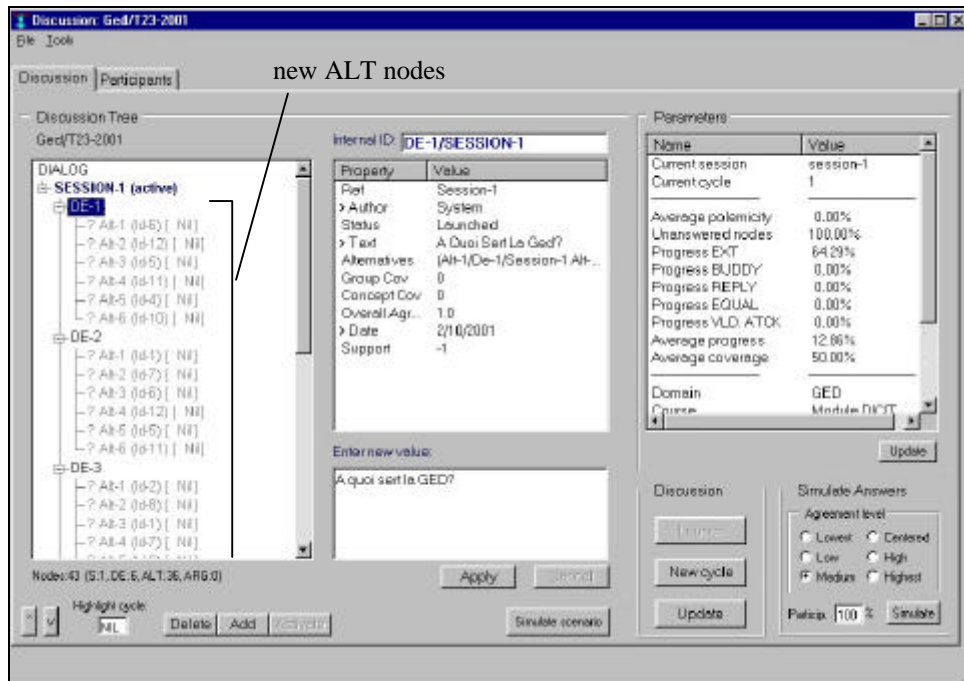 Discussion: Ged/T23-2001
File Tools
Discussion Participants
new ALT nodes
Discussion Tree
Ged/T23-2001
DIALOG
SESSION-1 (active)
DE-1
? Alt-1 (Id-6) [ Nil]
? Alt-2 (Id-12) [ Nil]
? Alt-3 (Id-5) [ Nil]
? Alt-4 (Id-11) [ Nil]
? Alt-5 (Id-4) [ Nil]
? Alt-6 (Id-10) [ Nil]
DE-2
? Alt-1 (Id-1) [ Nil]
? Alt-2 (Id-7) [ Nil]
? Alt-3 (Id-6) [ Nil]
? Alt-4 (Id-12) [ Nil]
? Alt-5 (Id-5) [ Nil]
? Alt-6 (Id-11) [ Nil]
DE-3
? Alt-1 (Id-2) [ Nil]
? Alt-2 (Id-8) [ Nil]
? Alt-3 (Id-1) [ Nil]
? Alt-4 (Id-7) [ Nil]
Nodes:43 (S:1, DE:6, ALT:36, ARG:0)
Highlight cycle:
^ v NIL Delete Add
Internal ID: DE-1/SESSION-1
Property Value
Ref Session-1
> Author System
Status Launched
> Text A Quoi Sert La Ged?
Alternatives (Alt-1/De-1/Session-1 Alt-...
Group Cov 0
Concept Cov 0
Overall Agr... 1.0
> Date 2/10/2001
Support -1
Enter new value:
A quoi sert la GED?
Apply Cancel
Simulate scenario
Parameters
Name Value
Current session session-1
Current cycle 1
Average polemicity 0.00%
Unanswered nodes 100.00%
Progress EXT 64.29%
Progress BUDDY 0.00%
Progress REPLY 0.00%
Progress EQUAL 0.00%
Progress VLD. ATCK 0.00%
Average progress 12.86%
Average coverage 50.00%
Domain GED
Course Module DICIT
Update
Discussion
New cycle
Update
Simulate Answers
Agreement level
Lowest Centered
Low High
Medium Highest
Particip. 100 % Simulate